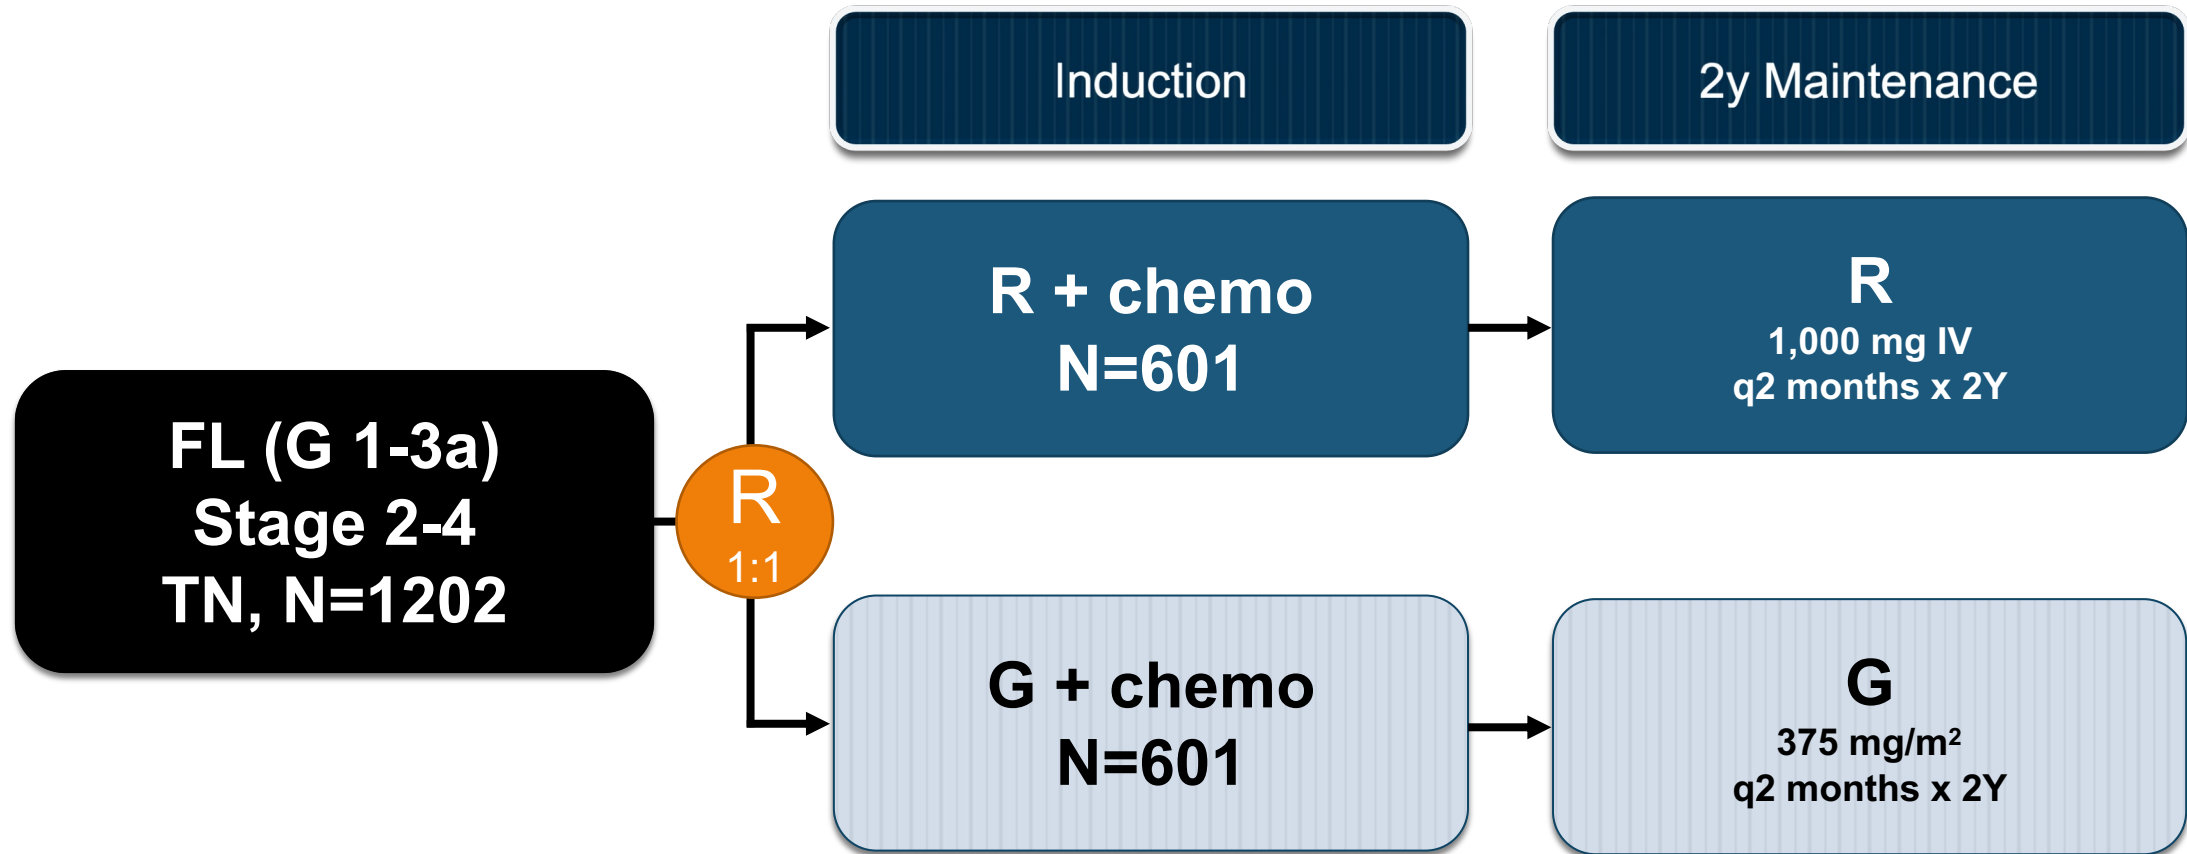 Induction
2y Maintenance
FL (G 1-3a)
Stage 2-4
TN, N=1202
R
1:1
R + chemo
N=601
R
1,000 mg IV
q2 months x 2Y
G + chemo
N=601
G
375 mg/m²
q2 months x 2Y